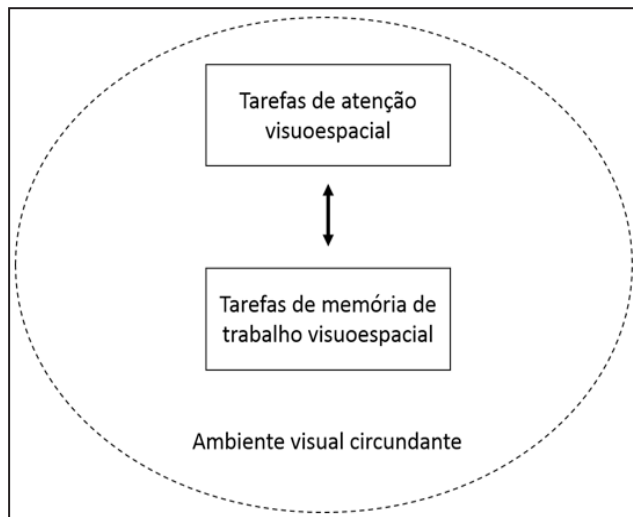 Tarefas de atenção
visuoespacial
Tarefas de memória de
trabalho visuoespacial
Ambiente visual circundante